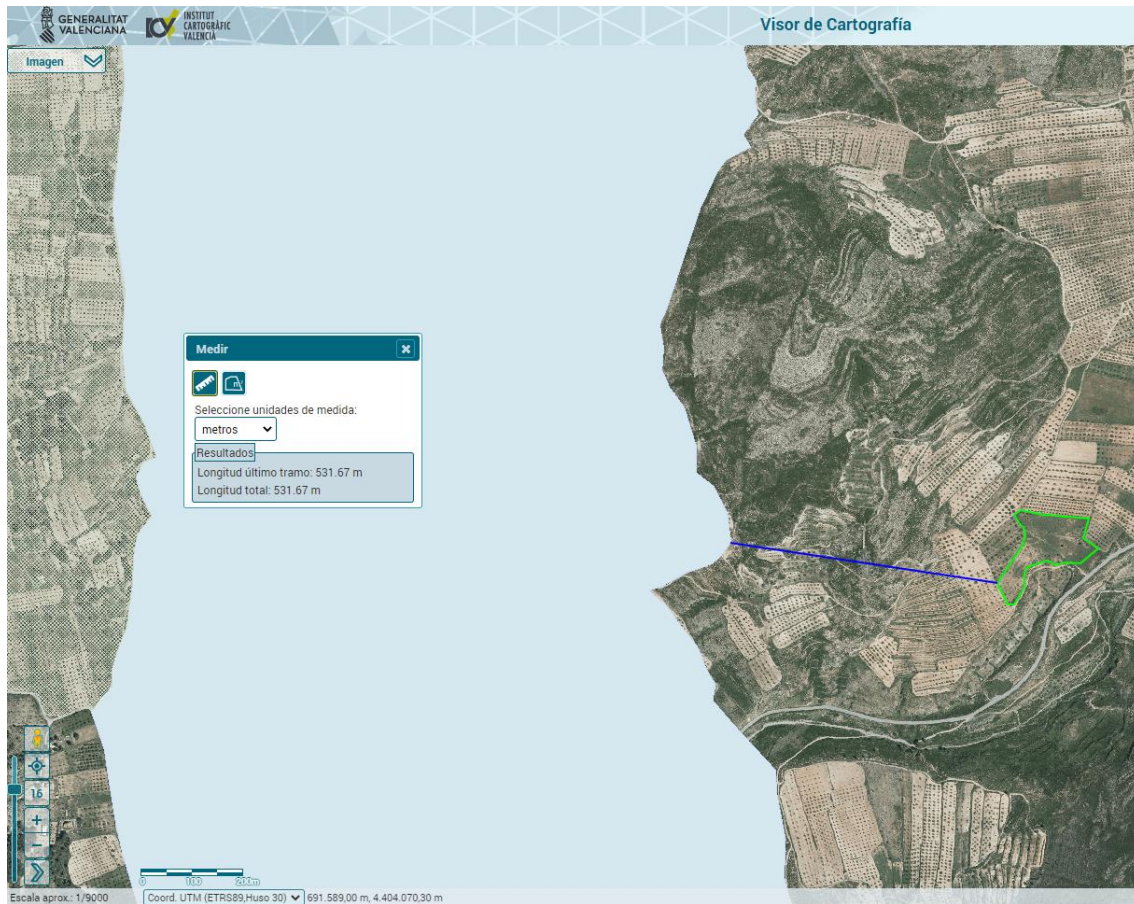 GENERALITAT
VALENCIANA
INSTITUT
CARTOGRÀFIC
VALENCIÀ
Visor de Cartografía
Imagen
Medir
Seleccione unidades de medida:
metros
Resultados
Longitud último tramo: 531.67 m
Longitud total: 531.67 m
16
+
−
0 100 200m
Escala aprox.: 1/9000
Coord. UTM (ETRS89,Huso 30)
691.589,00 m, 4.404.070,30 m